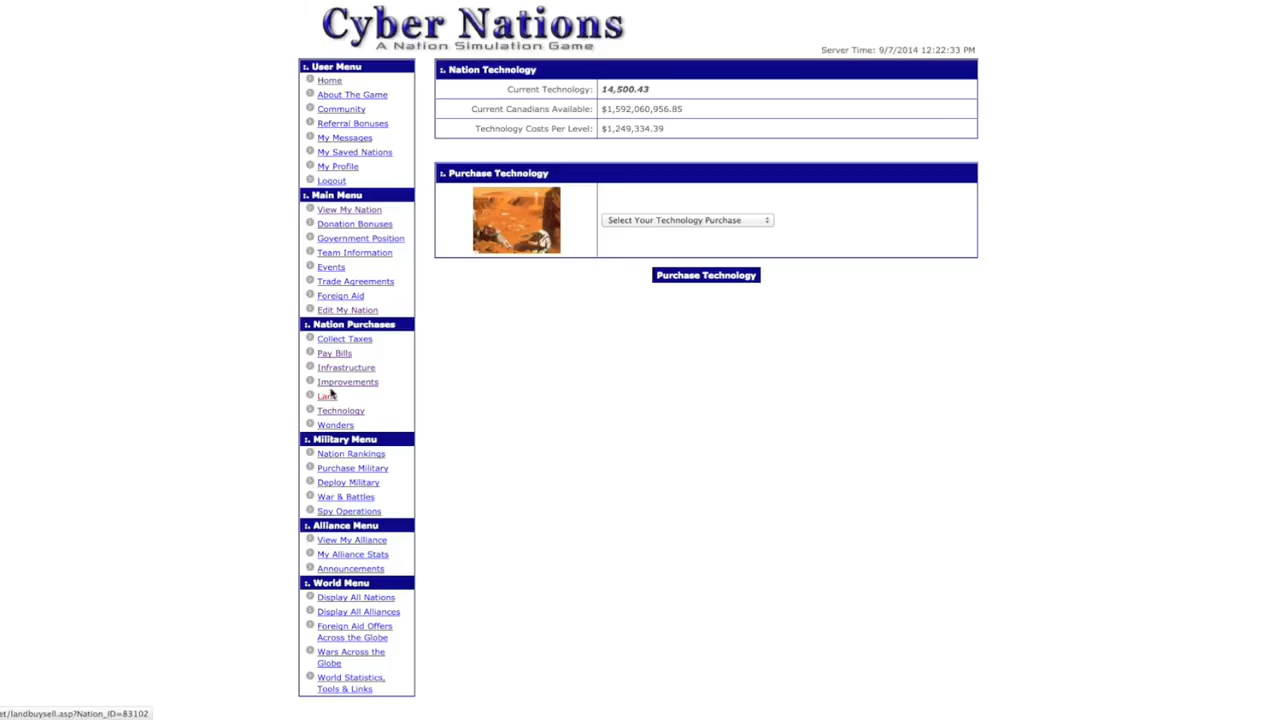 Cyber Nations
A Nation Simulation Game
Server Time: 9/7/2014 12:22:33 PM
:. User Menu
Home
About The Game
Community
Referral Bonuses
My Messages
My Saved Nations
My Profile
Logout
:. Main Menu
View My Nation
Donation Bonuses
Government Position
Team Information
Events
Trade Agreements
Foreign Aid
Edit My Nation
:. Nation Purchases
Collect Taxes
Pay Bills
Infrastructure
Improvements
Land
Technology
Wonders
:. Military Menu
Nation Rankings
Purchase Military
Deploy Military
War & Battles
Spy Operations
:. Alliance Menu
View My Alliance
My Alliance Stats
Announcements
:. World Menu
Display All Nations
Display All Alliances
Foreign Aid Offers
Across the Globe
Wars Across the
Globe
World Statistics,
Tools & Links
:. Nation Technology
Current Technology: 14,500.43
Current Canadians Available: $1,592,060,956.85
Technology Costs Per Level: $1,249,334.39
:. Purchase Technology
Select Your Technology Purchase
Purchase Technology
et/landbuysell.asp?Nation_ID=83102